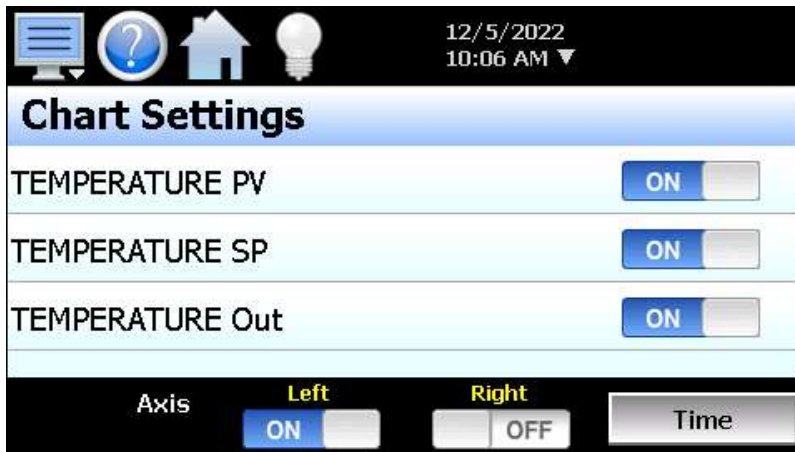 ?
12/5/2022
10:06 AM ▼
Chart Settings
TEMPERATURE PV ON
TEMPERATURE SP ON
TEMPERATURE Out ON
Axis Left Right
ON OFF Time